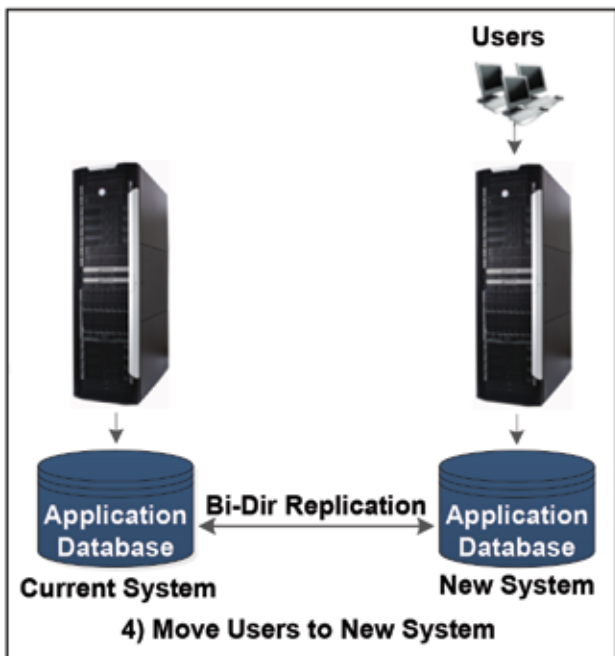 Users
Application
Database
Bi-Dir Replication
Application
Database
Current System
New System
4) Move Users to New System